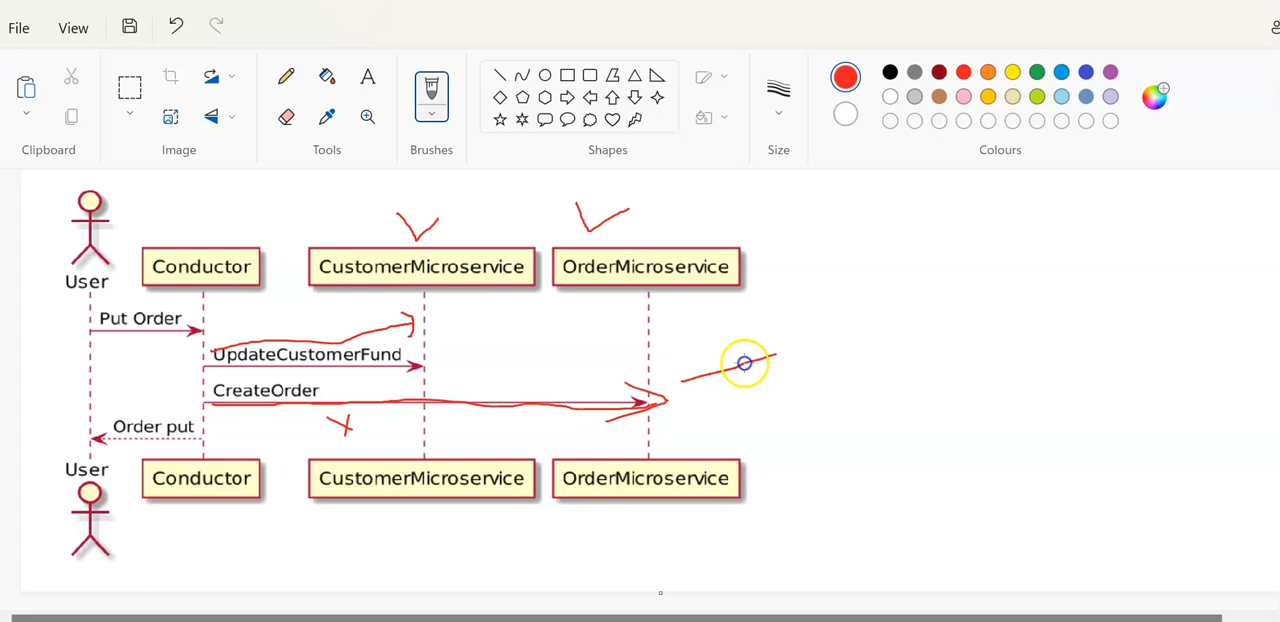 File View
Clipboard Image Tools Brushes Shapes Size Colours
User
Conductor CustomerMicroservice OrderMicroservice
Put Order
UpdateCustomerFund
CreateOrder
Order put
User
Conductor CustomerMicroservice OrderMicroservice